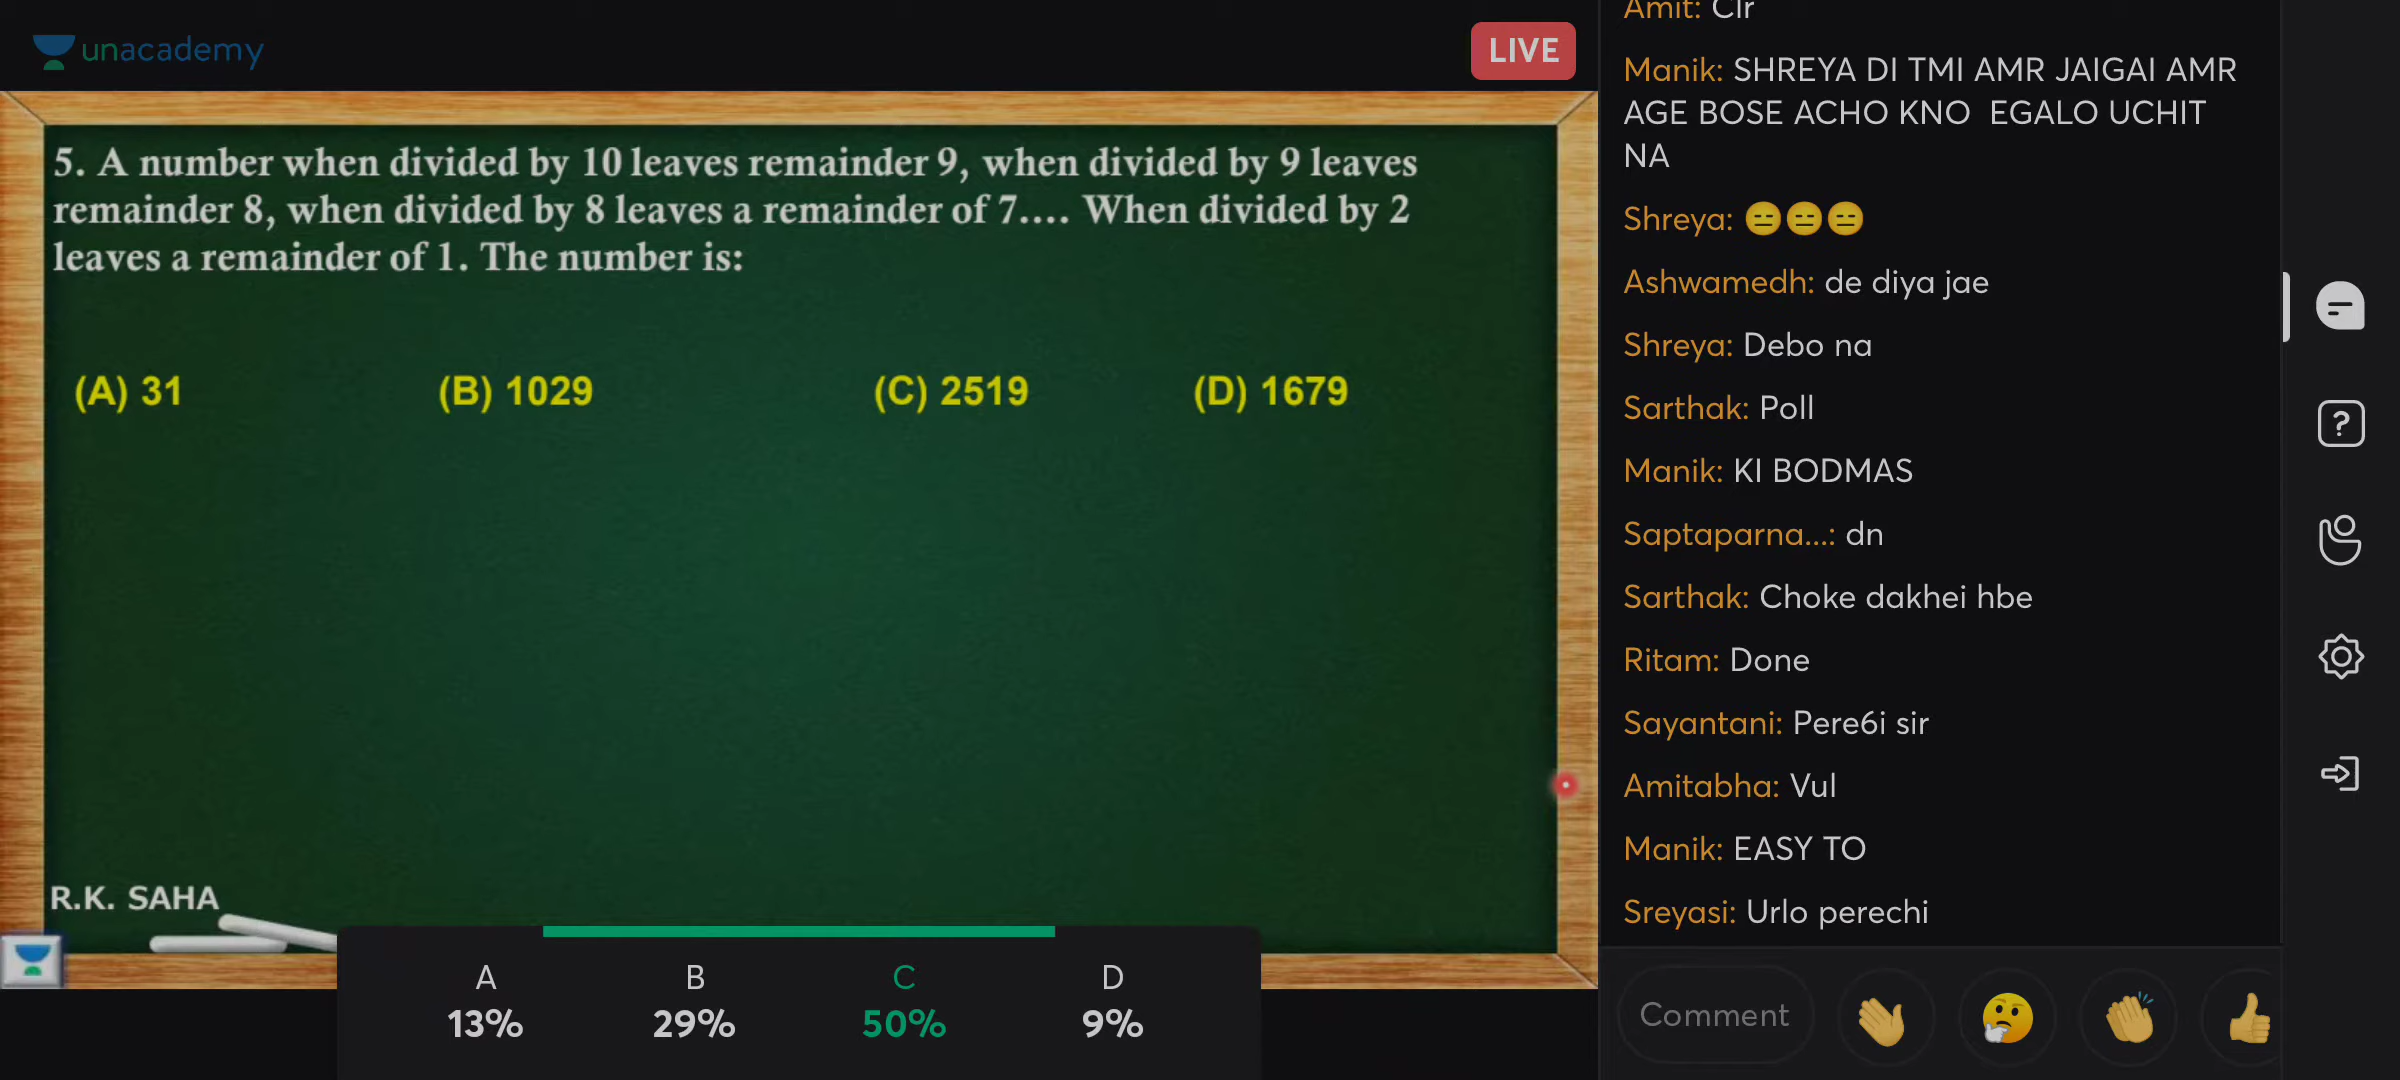 unacademy
LIVE
5. A number when divided by 10 leaves remainder 9, when divided by 9 leaves
remainder 8, when divided by 8 leaves a remainder of 7.... When divided by 2
leaves a remainder of 1. The number is:
(A) 31 (B) 1029 (C) 2519 (D) 1679
R.K. SAHA
A B C D
13% 29% 50% 9%
Amit: Clr
Manik: SHREYA DI TMI AMR JAIGAI AMR
AGE BOSE ACHO KNO EGALO UCHIT
NA
Shreya: 😑😑😑
Ashwamedh: de diya jae
Shreya: Debo na
Sarthak: Poll
Manik: KI BODMAS
Saptaparna...: dn
Sarthak: Choke dakhei hbe
Ritam: Done
Sayantani: Pere6i sir
Amitabha: Vul
Manik: EASY TO
Sreyasi: Urlo perechi
Comment